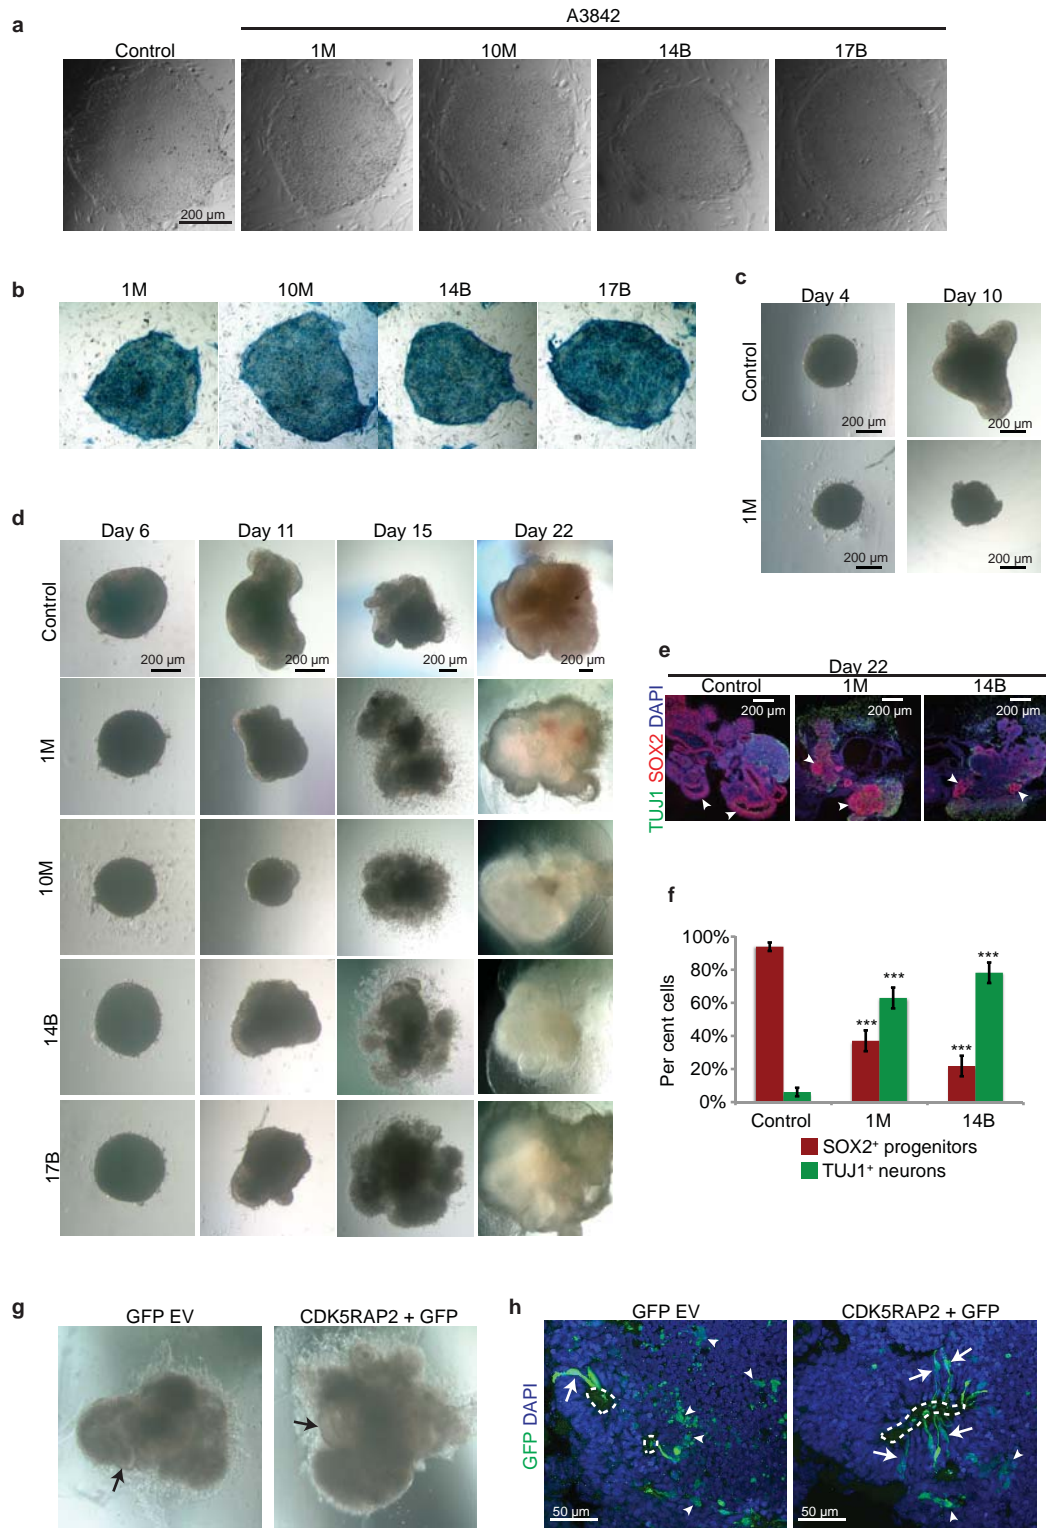 a
A3842
Control 1M 10M 14B 17B
200 µm
b
1M 10M 14B 17B
c
Day 4 Day 10
Control
200 µm 200 µm
1M
200 µm 200 µm
d
Day 6 Day 11 Day 15 Day 22
Control
200 µm 200 µm 200 µm 200 µm
1M
10M
14B
17B
e
Day 22
Control 1M 14B
200 µm 200 µm 200 µm
TUJ1 SOX2 DAPI
f
Per cent cells
100%
80%
60%
40%
20%
0%
*** ***
*** ***
Control 1M 14B
SOX2+ progenitors
TUJ1+ neurons
g
GFP EV CDK5RAP2 + GFP
h
GFP EV CDK5RAP2 + GFP
GFP DAPI
50 µm 50 µm